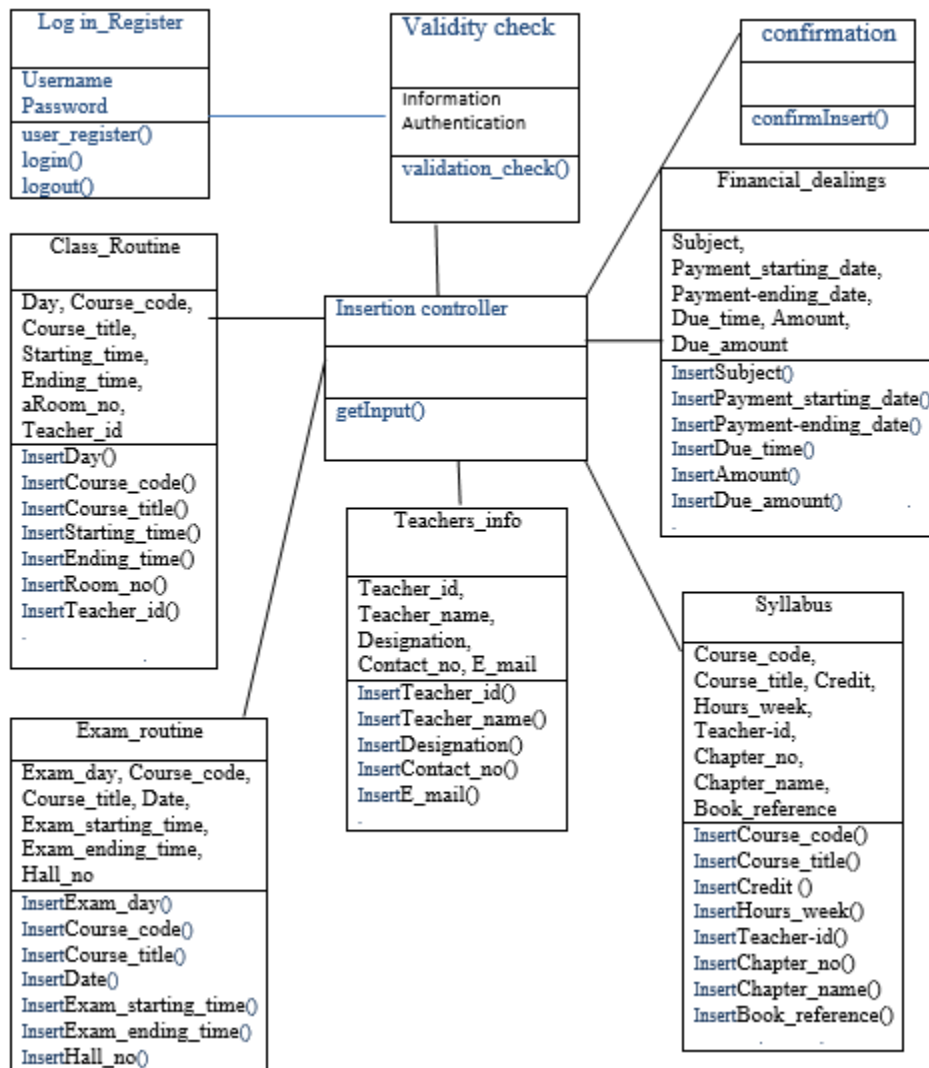 Log in_Register
Username
Password
user_register()
login()
logout()
Validity check
Information
Authentication
validation_check()
confirmation
confirmInsert()
Class_Routine
Day, Course_code,
Course_title,
Starting_time,
Ending_time,
aRoom_no,
Teacher_id
InsertDay()
InsertCourse_code()
InsertCourse_title()
InsertStarting_time()
InsertEnding_time()
InsertRoom_no()
InsertTeacher_id()
.
.
Insertion controller
getInput()
Financial_dealings
Subject,
Payment_starting_date,
Payment-ending_date,
Due_time, Amount,
Due_amount
InsertSubject()
InsertPayment_starting_date()
InsertPayment-ending_date()
InsertDue_time()
InsertAmount()
InsertDue_amount()
.
.
Teachers_info
Teacher_id,
Teacher_name,
Designation,
Contact_no, E_mail
InsertTeacher_id()
InsertTeacher_name()
InsertDesignation()
InsertContact_no()
InsertE_mail()
.
Syllabus
Course_code,
Course_title, Credit,
Hours_week,
Teacher-id,
Chapter_no,
Chapter_name,
Book_reference
InsertCourse_code()
InsertCourse_title()
InsertCredit ()
InsertHours_week()
InsertTeacher-id()
InsertChapter_no()
InsertChapter_name()
InsertBook_reference()
. .
Exam_routine
Exam_day, Course_code,
Course_title, Date,
Exam_starting_time,
Exam_ending_time,
Hall_no
InsertExam_day()
InsertCourse_code()
InsertCourse_title()
InsertDate()
InsertExam_starting_time()
InsertExam_ending_time()
InsertHall_no()